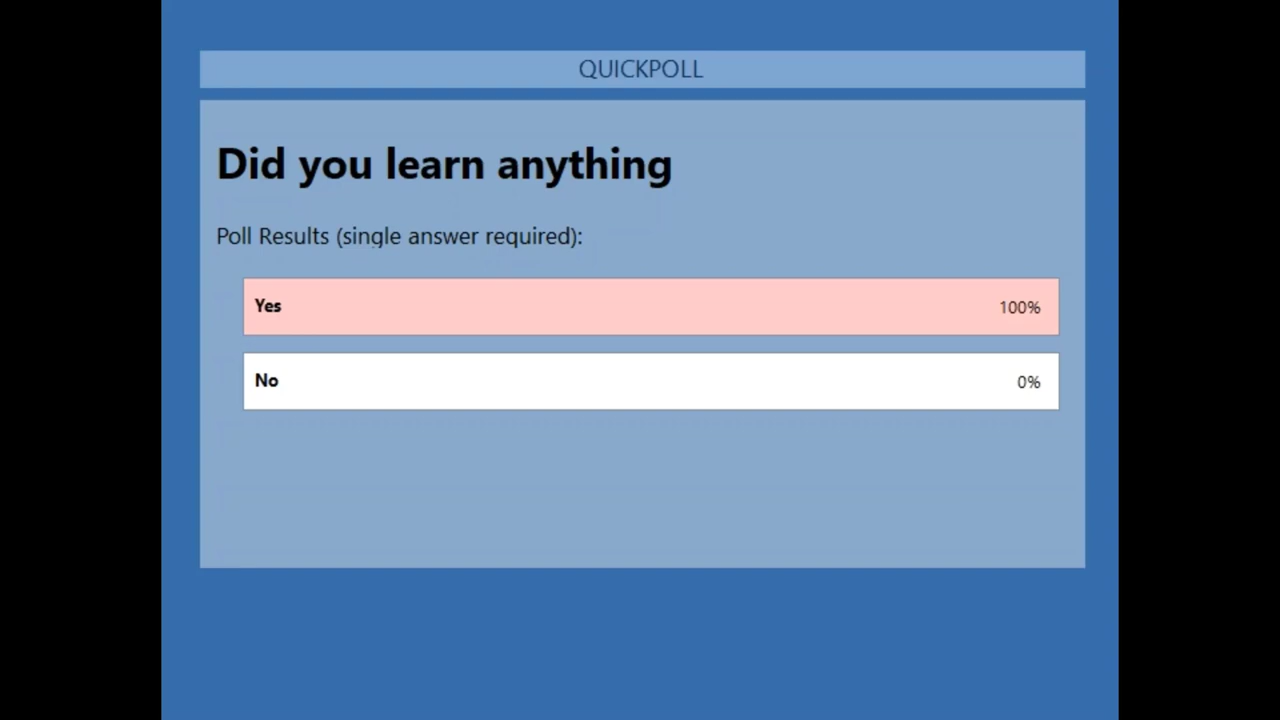 QUICKPOLL
Did you learn anything
Poll Results (single answer required):
Yes 100%
No 0%